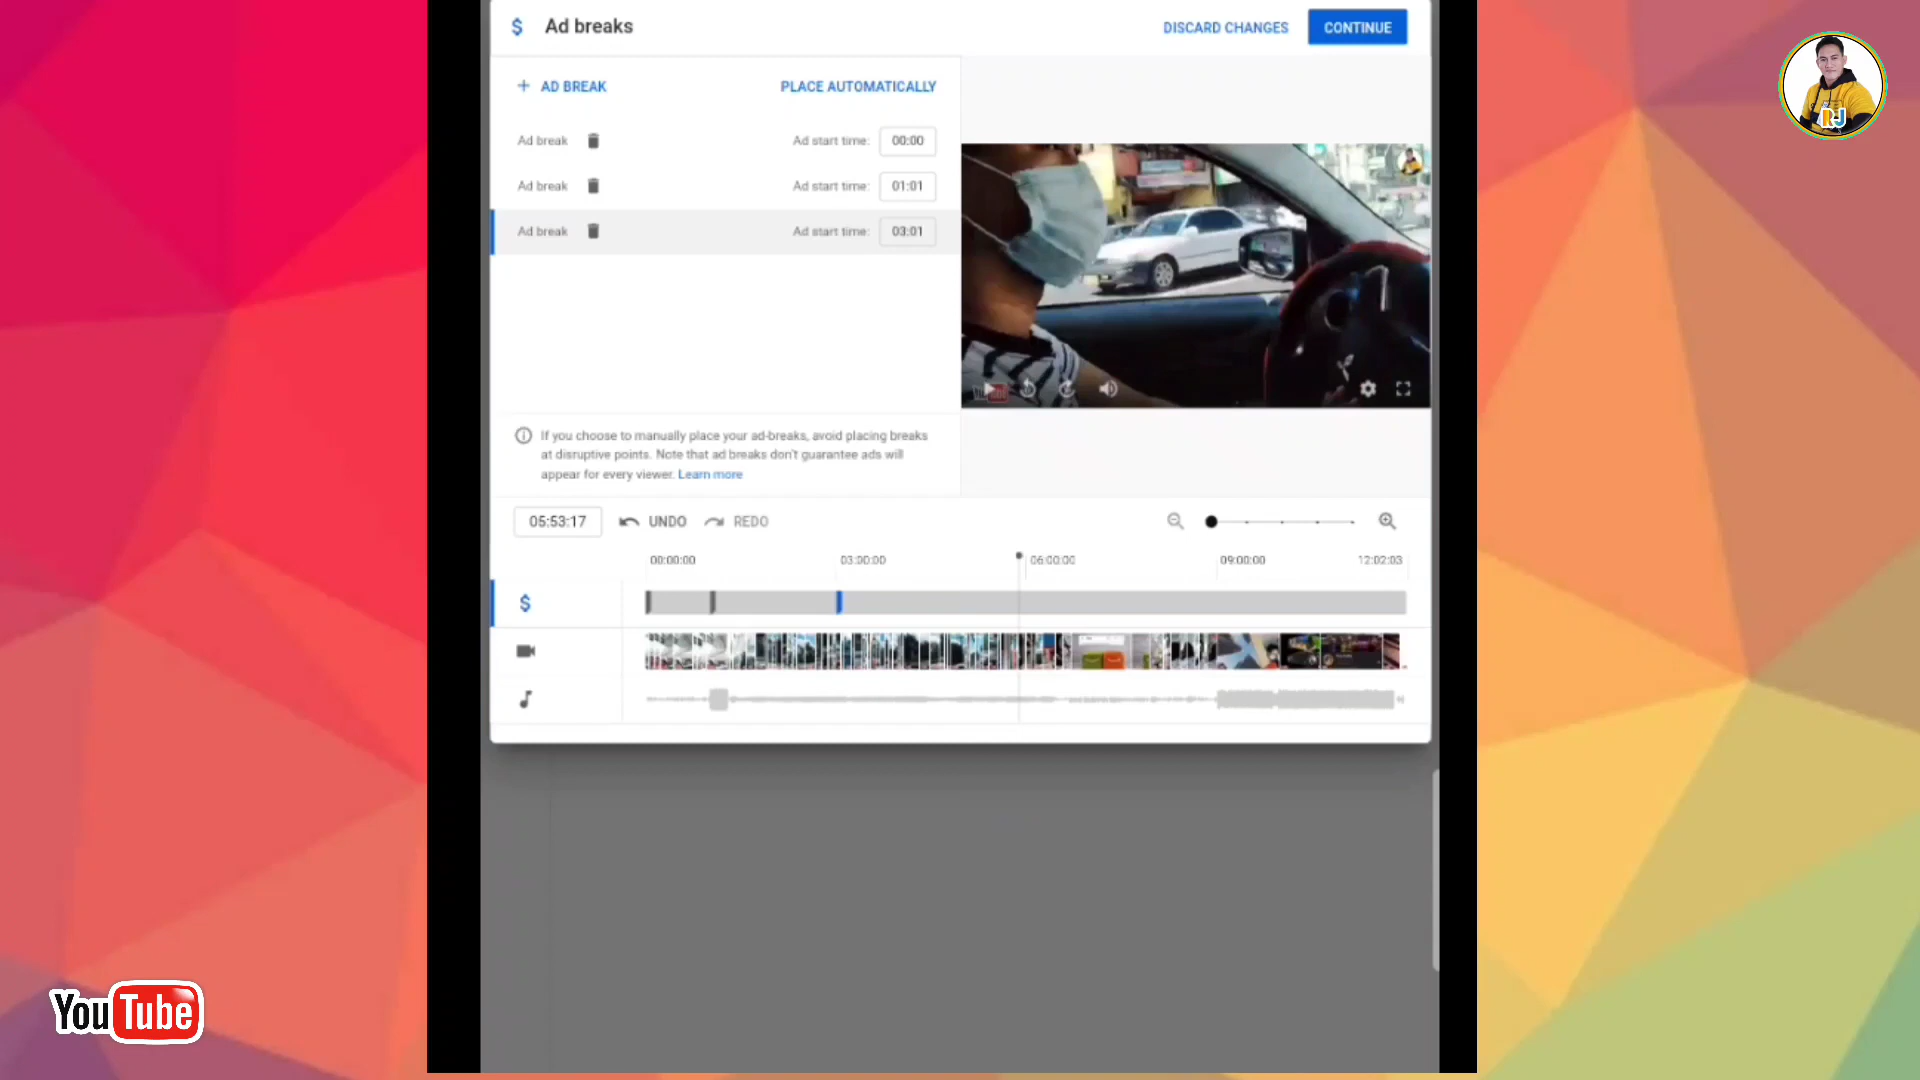 $ Ad breaks DISCARD CHANGES CONTINUE
+ AD BREAK PLACE AUTOMATICALLY
Ad break Ad start time: 00:00
Ad break Ad start time: 01:01
Ad break Ad start time: 03:01
If you choose to manually place your ad-breaks, avoid placing breaks
at disruptive points. Note that ad breaks don't guarantee ads will
appear for every viewer. Learn more
05:53:17 UNDO REDO
00:00:00 03:00:00 06:00:00 09:00:00 12:02:03
$
RJ
YouTube